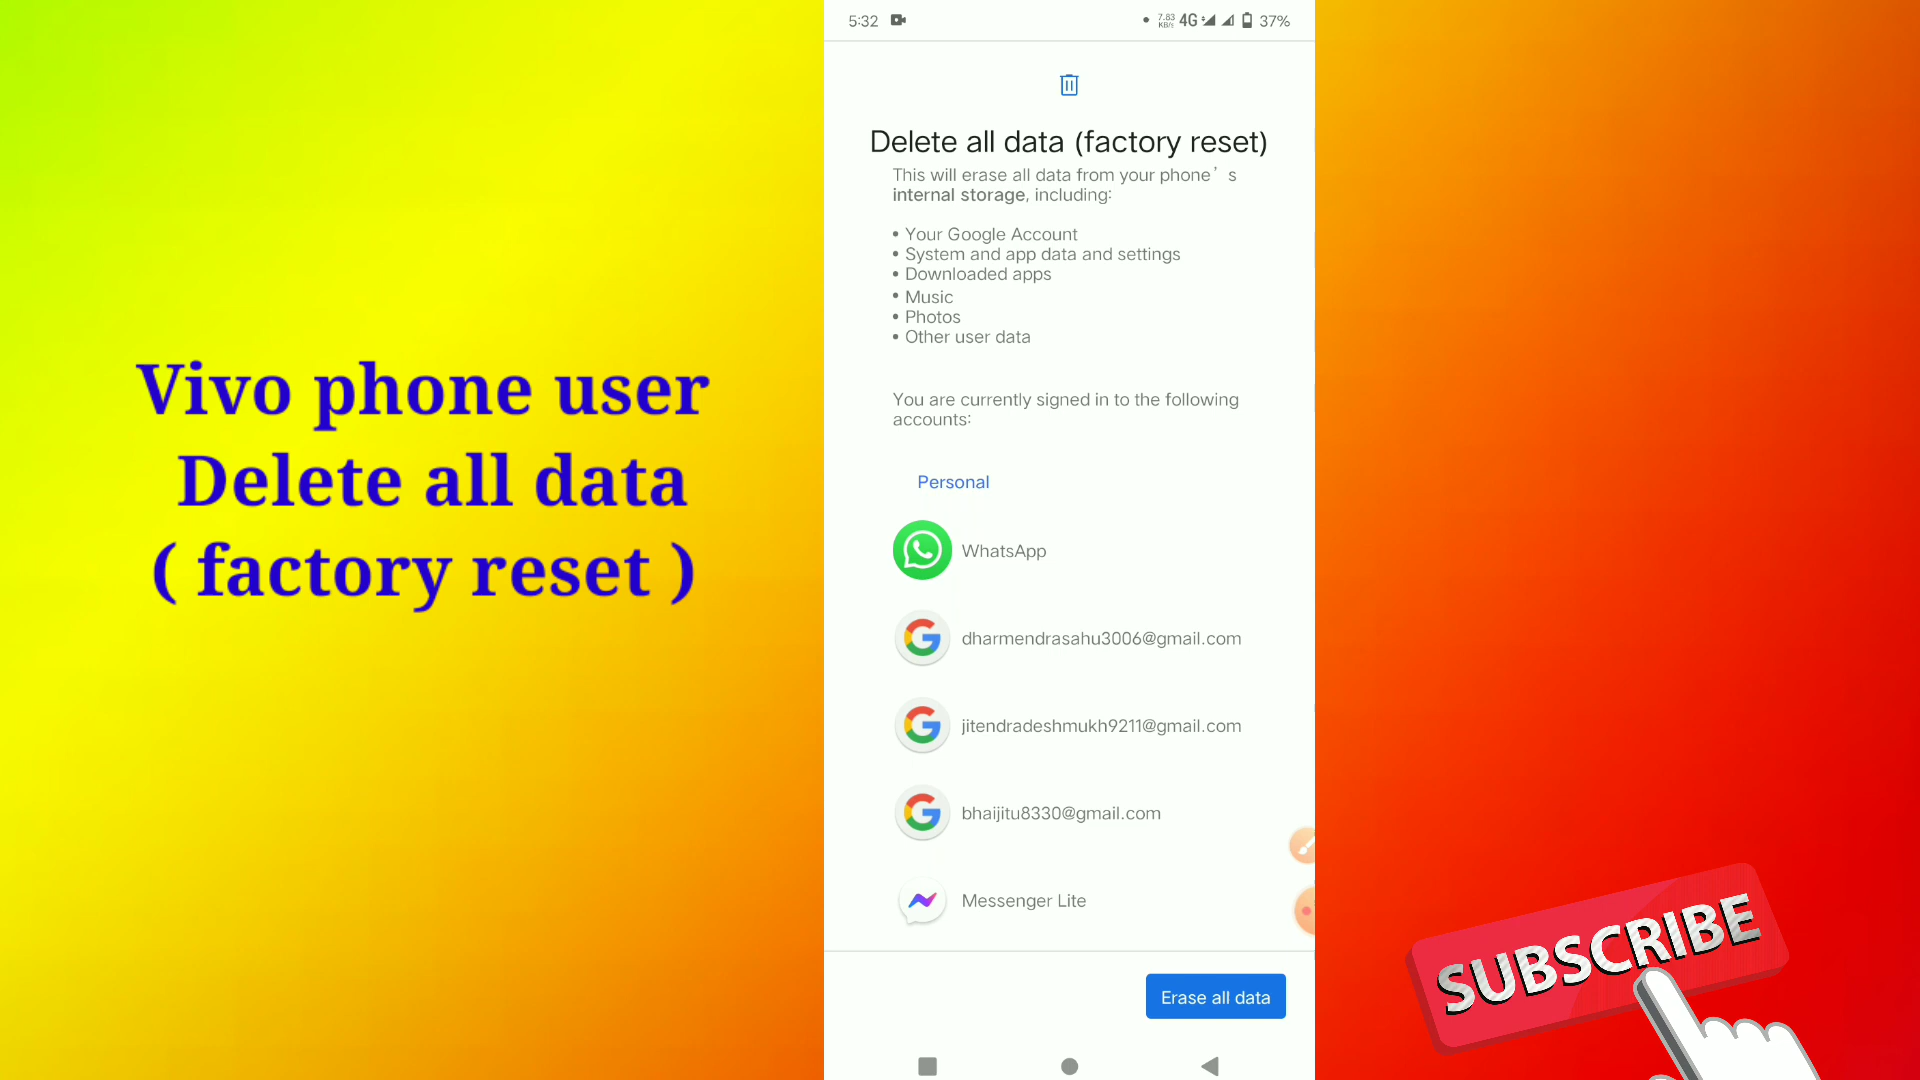 Vivo phone user
Delete all data
( factory reset )
5:32
7.83
KB/s
4G
37%
Delete all data (factory reset)
This will erase all data from your phone’s
internal storage, including:
• Your Google Account
• System and app data and settings
• Downloaded apps
• Music
• Photos
• Other user data
You are currently signed in to the following
accounts:
Personal
WhatsApp
dharmendrasahu3006@gmail.com
jitendradeshmukh9211@gmail.com
bhaijitu8330@gmail.com
Messenger Lite
Erase all data
SUBSCRIBE